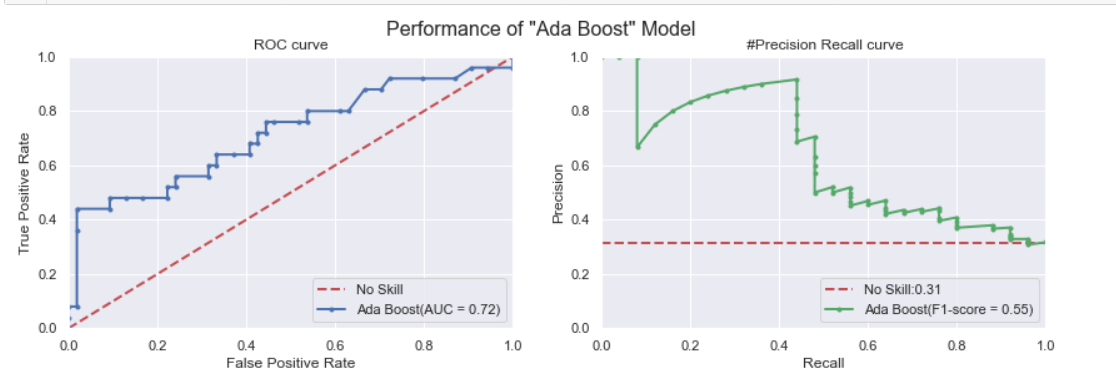 Performance of "Ada Boost" Model
ROC curve
True Positive Rate
1.0
0.8
0.6
0.4
0.2
0.0
No Skill
Ada Boost(AUC = 0.72)
0.0 0.2 0.4 0.6 0.8 1.0
False Positive Rate
#Precision Recall curve
Precision
1.0
0.8
0.6
0.4
0.2
0.0
No Skill:0.31
Ada Boost(F1-score = 0.55)
0.0 0.2 0.4 0.6 0.8 1.0
Recall